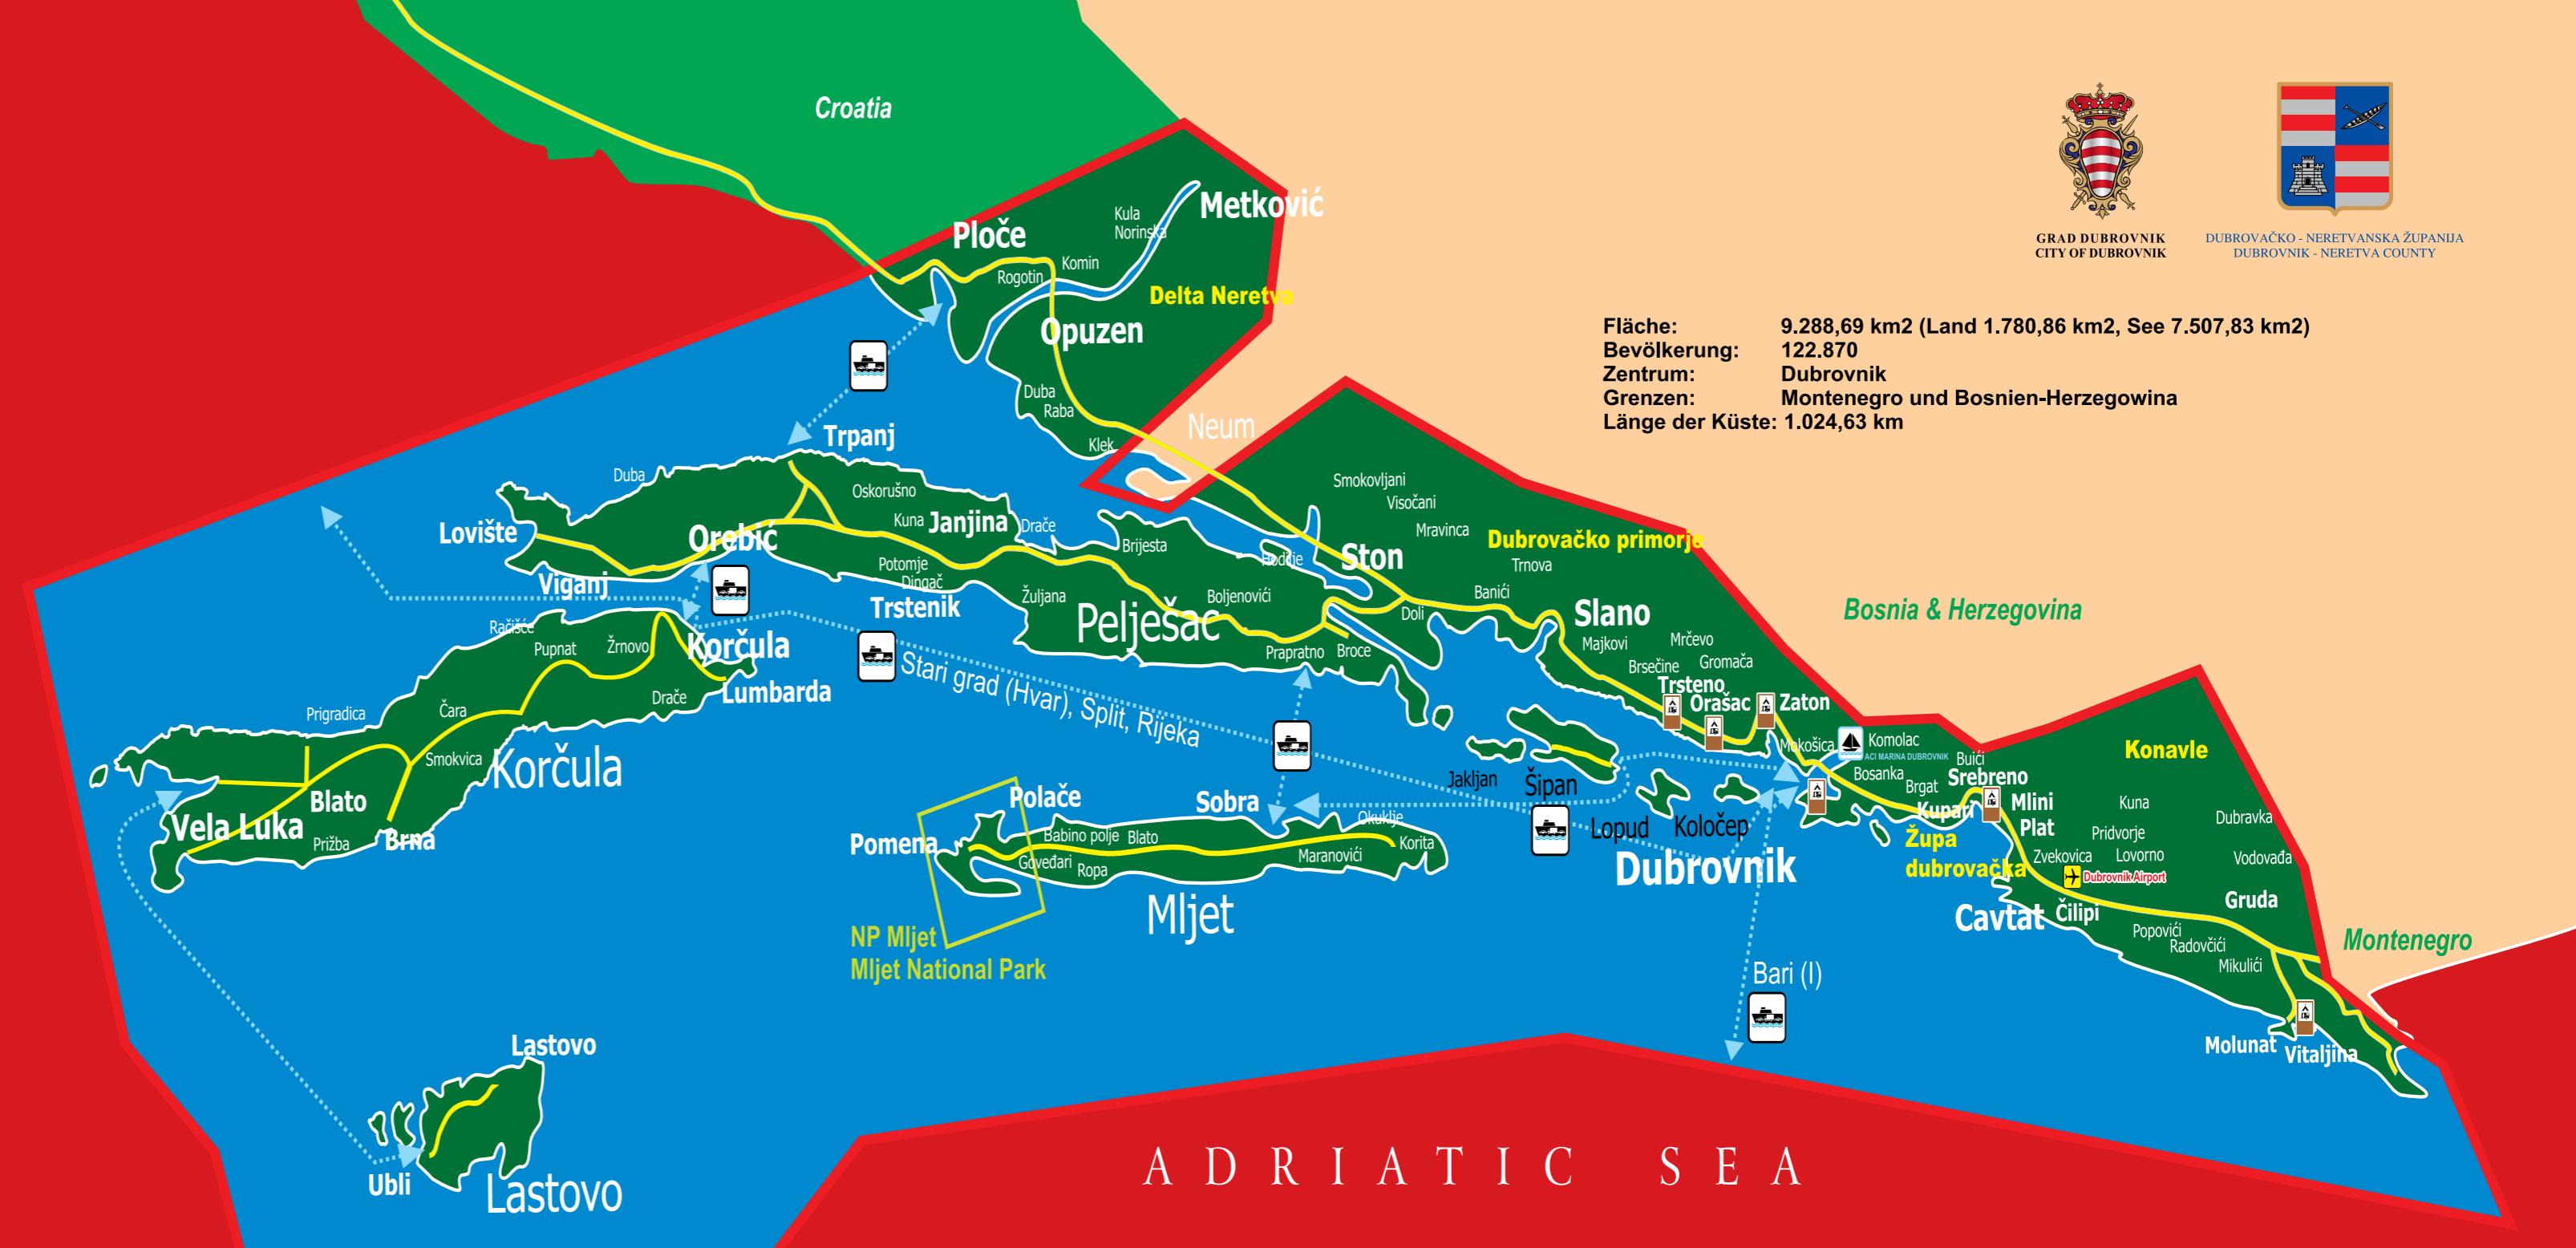 Croatia
GRAD DUBROVNIK
CITY OF DUBROVNIK
DUBROVAČKO - NERETVANSKA ŽUPANIJA
DUBROVNIK - NERETVA COUNTY
Fläche: 9.288,69 km2 (Land 1.780,86 km2, See 7.507,83 km2)
Bevölkerung: 122.870
Zentrum: Dubrovnik
Grenzen: Montenegro und Bosnien-Herzegowina
Länge der Küste: 1.024,63 km
Metković
Kula
Norinska
Ploče
Komin
Rogotin
Delta Neretva
Opuzen
Duba
Raba
Klek
Neum
Trpanj
Duba
Oskorušno
Kuna
Janjina
Drače
Lovište
Orebić
Viganj
Potomje
Dingač
Trstenik
Brijesta
Hodilje
Ston
Žuljana
Boljenovići
Pelješac
Prapratno
Broce
Smokovljani
Visočani
Mravinca
Dubrovačko primorje
Trnova
Banići
Doli
Slano
Majkovi
Mrčevo
Brsečine
Gromača
Trsteno
Orašac
Zaton
Bosnia & Herzegovina
Mokošica
Komolac
ACI MARINA DUBROVNIK
Buići
Bosanka
Brgat
Srebreno
Kupari
Mlini
Plat
Župa
dubrovačka
Konavle
Kuna
Dubravka
Pridvorje
Zvekovica
Lovorno
Vodovađa
Dubrovnik Airport
Gruda
Cavtat
Čilipi
Popovići
Radovčići
Mikulići
Montenegro
Molunat
Vitaljina
Račišće
Pupnat
Žrnovo
Korčula
Lumbarda
Drače
Čara
Prigradica
Smokvica
Korčula
Blato
Vela Luka
Prižba
Brna
Stari grad (Hvar), Split, Rijeka
Jakljan
Šipan
Lopud
Koločep
Dubrovnik
Polače
Sobra
Okuklje
Pomena
Babino polje
Blato
Korita
Goveđari
Ropa
Maranovići
Mljet
NP Mljet
Mljet National Park
Bari (I)
Lastovo
Ubli
Lastovo
ADRIATIC SEA